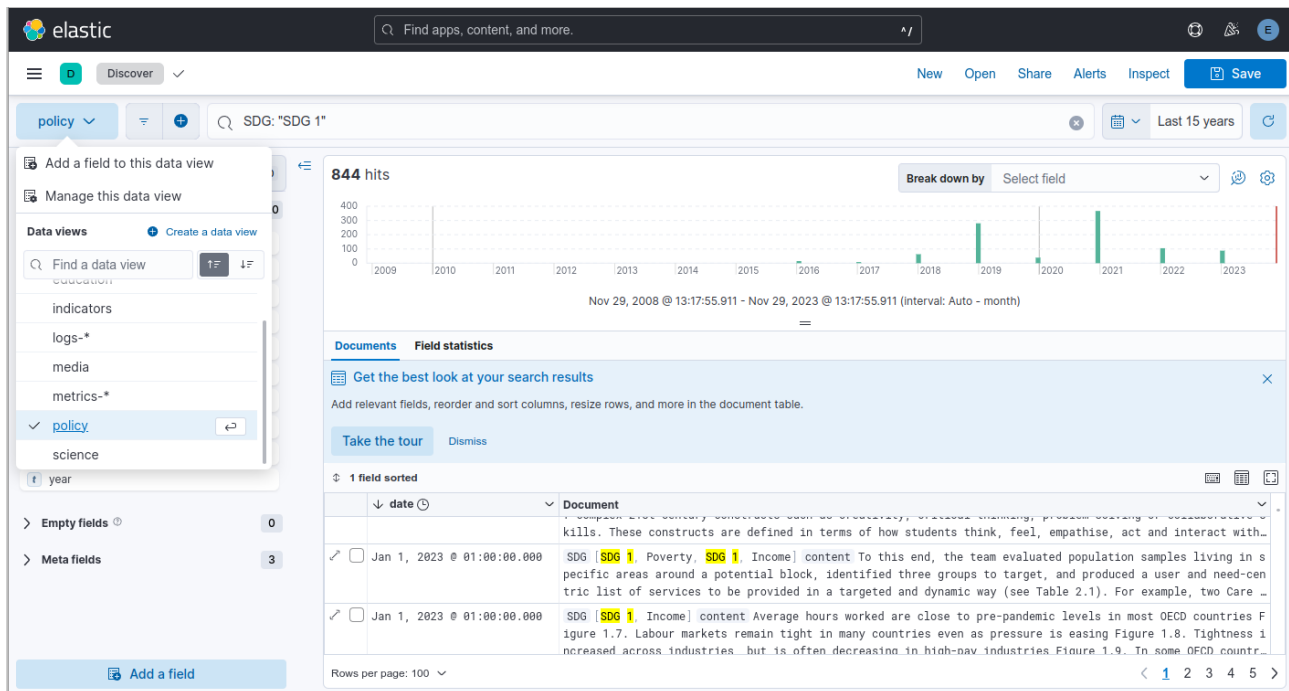 elastic
Find apps, content, and more.
^/
E
D
Discover
New Open Share Alerts Inspect Save
policy
SDG: "SDG 1"
Last 15 years
Add a field to this data view
Manage this data view
Data views
Create a data view
Find a data view
education
indicators
logs-*
media
metrics-*
policy
science
0
year
Empty fields 0
Meta fields 3
Add a field
844 hits
Break down by Select field
400
300
200
100
0
2009 2010 2011 2012 2013 2014 2015 2016 2017 2018 2019 2020 2021 2022 2023
Nov 29, 2008 @ 13:17:55.911 - Nov 29, 2023 @ 13:17:55.911 (interval: Auto - month)
Documents Field statistics
Get the best look at your search results
Add relevant fields, reorder and sort columns, resize rows, and more in the document table.
Take the tour Dismiss
1 field sorted
date Document
kills. These constructs are defined in terms of how students think, feel, empathise, act and interact with…
Jan 1, 2023 @ 01:00:00.000 SDG [SDG 1, Poverty, SDG 1, Income] content To this end, the team evaluated population samples living in s
pecific areas around a potential block, identified three groups to target, and produced a user and need-cen
tric list of services to be provided in a targeted and dynamic way (see Table 2.1). For example, two Care …
Jan 1, 2023 @ 01:00:00.000 SDG [SDG 1, Income] content Average hours worked are close to pre-pandemic levels in most OECD countries F
igure 1.7. Labour markets remain tight in many countries even as pressure is easing Figure 1.8. Tightness i
ncreased across industries, but is often decreasing in high-pay industries Figure 1.9. In some OECD countr…
Rows per page: 100
1 2 3 4 5